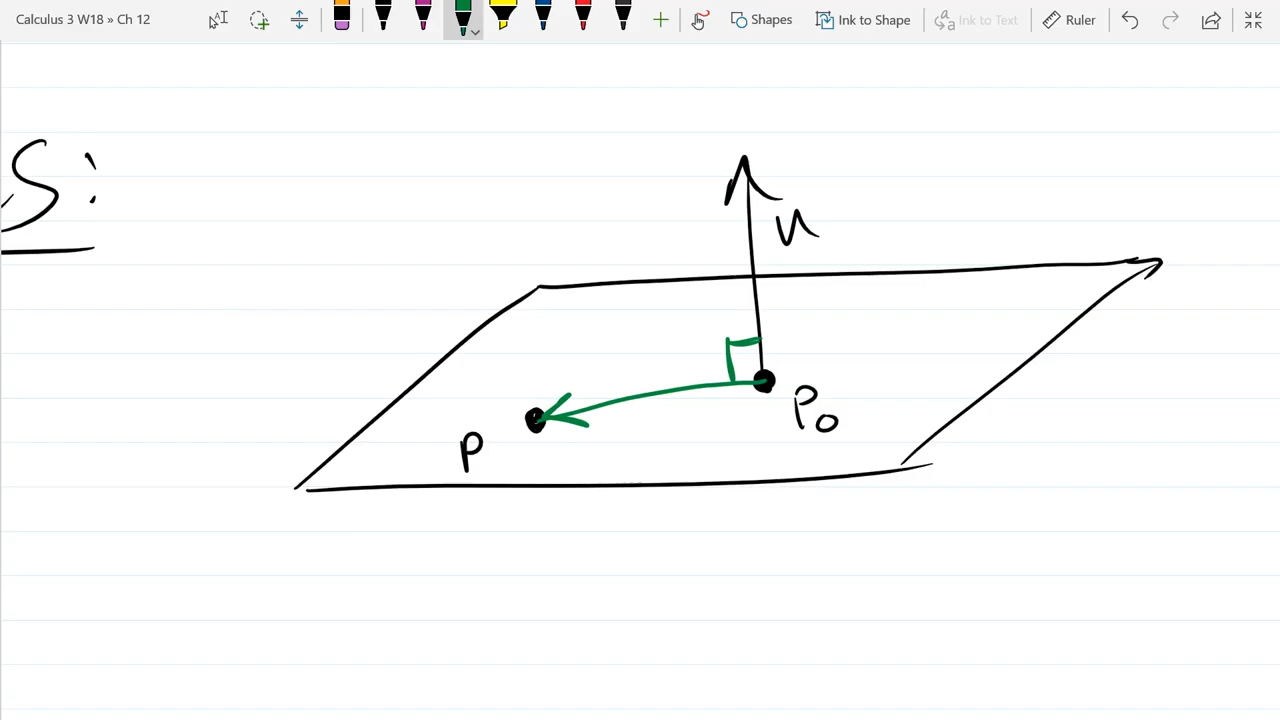 Calculus 3 W18 » Ch 12
Shapes
Ink to Shape
Ink to Text
Ruler
S:
n
P₀
P